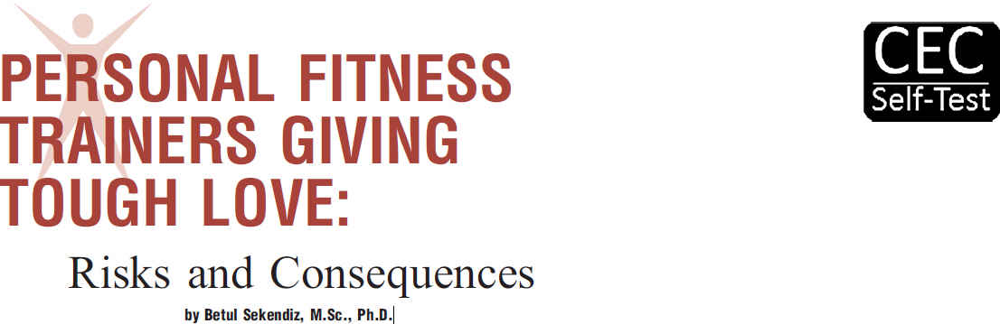 PERSONAL FITNESS
TRAINERS GIVING
TOUGH LOVE:
Risks and Consequences
by Betul Sekendiz, M.Sc., Ph.D.
CEC
Self-Test